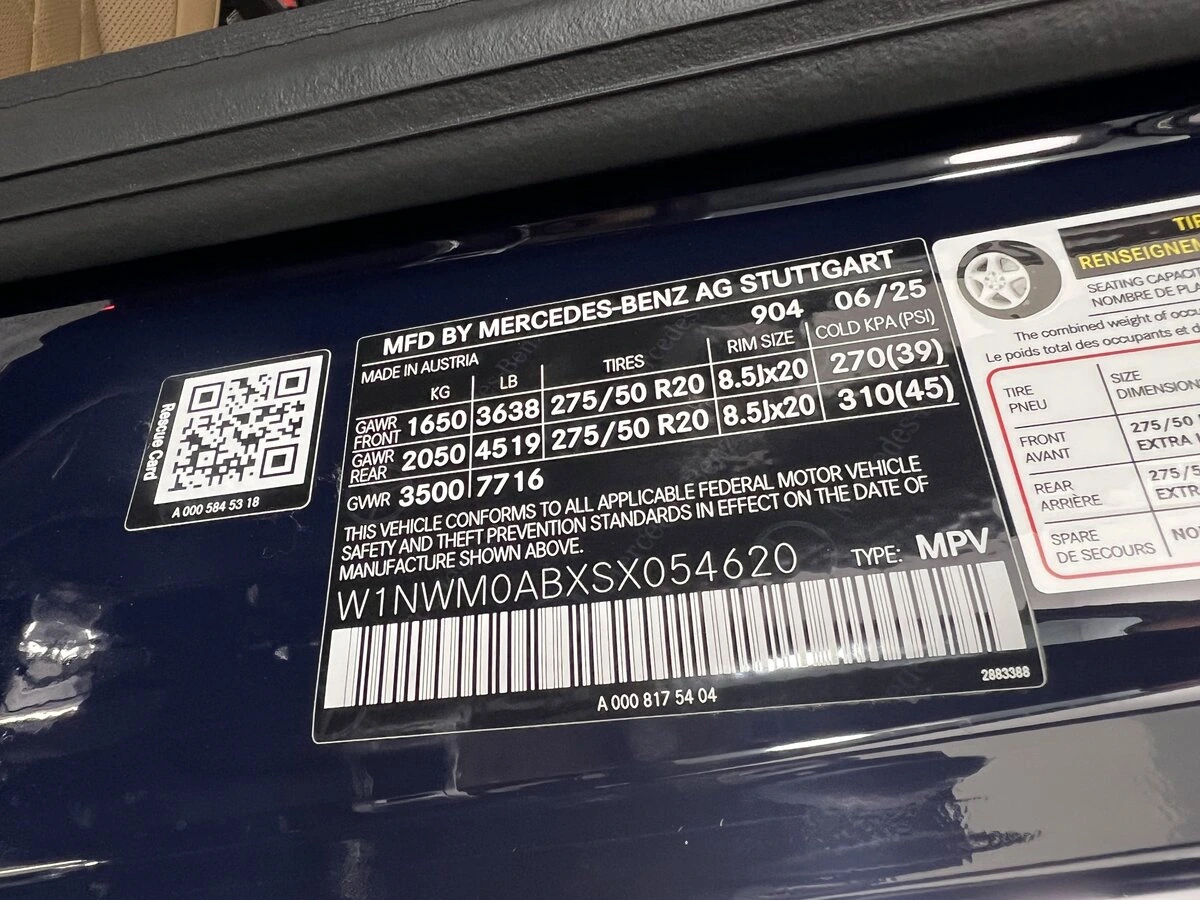 MFD BY MERCEDES-BENZ AG STUTTGART
MADE IN AUSTRIA 904 06/25
KG LB TIRES RIM SIZE COLD KPA (PSI)
GAWR FRONT 1650 3638 275/50 R20 8.5Jx20 270(39)
GAWR REAR 2050 4519 275/50 R20 8.5Jx20 310(45)
GVWR 3500 7716
THIS VEHICLE CONFORMS TO ALL APPLICABLE FEDERAL MOTOR VEHICLE
SAFETY AND THEFT PREVENTION STANDARDS IN EFFECT ON THE DATE OF
MANUFACTURE SHOWN ABOVE.
W1NWM0ABXSX054620 TYPE: MPV
A 000 817 54 04
2883388
Rescue Card
A 000 584 53 18
RENSEIGNE
SEATING CAPACI
NOMBRE DE PL
The combined weight of occ
Le poids total des occupants et d
TIRE SIZE
PNEU DIMENSION
FRONT 275/50
AVANT EXTRA
REAR 275/5
ARRIÈRE EXTR
SPARE NO
DE SECOURS